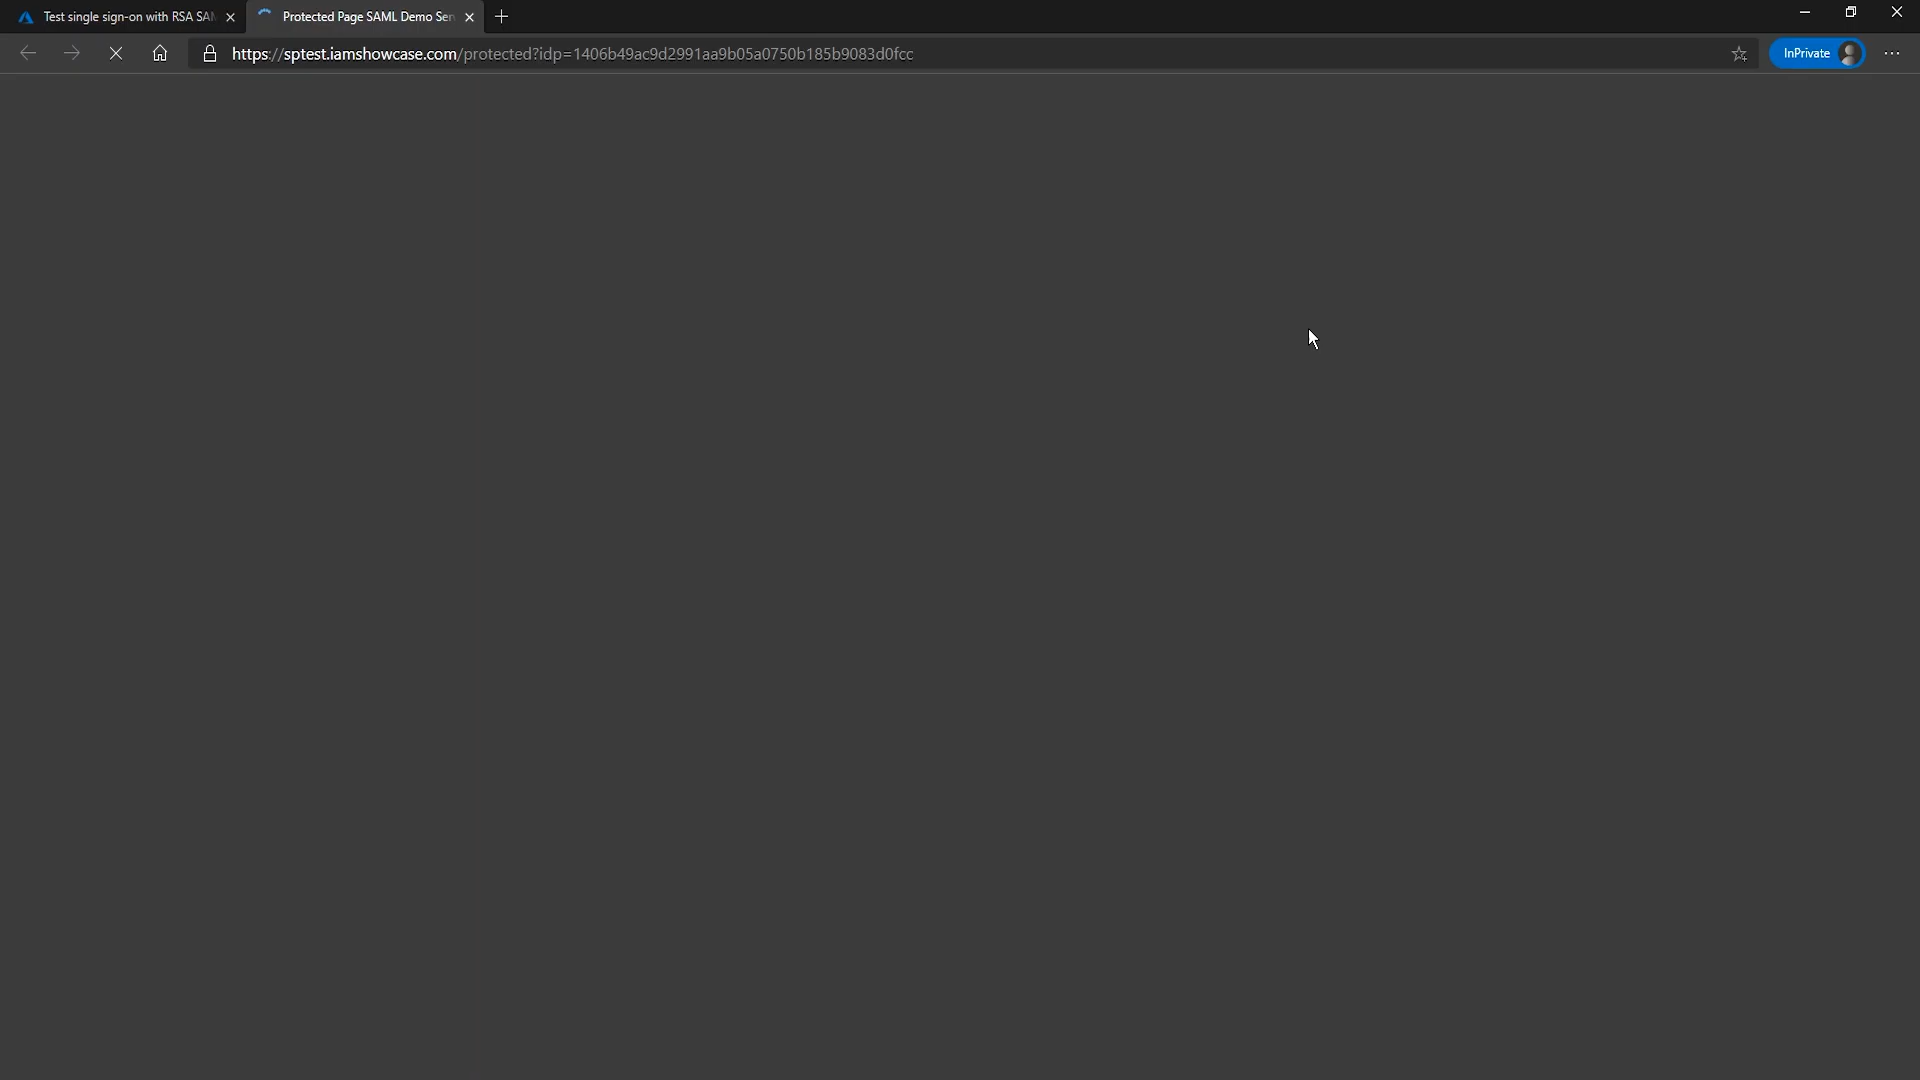 Test single sign-on with RSA SAM
Protected Page SAML Demo Ser
https://sptest.iamshowcase.com/protected?idp=1406b49ac9d2991aa9b05a0750b185b9083d0fcc
InPrivate